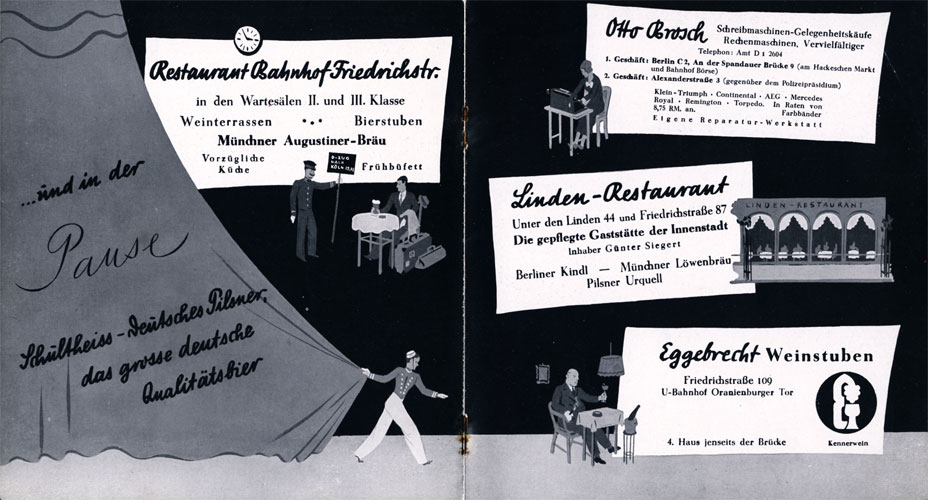 ...und in der
Pause
Schultheiss-Deutsches Pilsner,
das grosse deutsche
Qualitätsbier
Restaurant Bahnhof Friedrichstr.
in den Wartesälen II. und III. Klasse
Weinterrassen • • • Bierstuben
Münchner Augustiner-Bräu
Vorzügliche
Küche
Frühbüfett
D-ZUG
NACH
KÖLN
Otto Brosch
Schreibmaschinen-Gelegenheitskäufe
Rechenmaschinen, Vervielfältiger
Telephon: Amt D 1 2604
1. Geschäft: Berlin C 2, An der Spandauer Brücke 9 (am Hackeschen Markt
und Bahnhof Börse)
2. Geschäft: Alexanderstraße 3 (gegenüber dem Polizeipräsidium)
Klein-Triumph · Continental · AEG · Mercedes
Royal · Remington · Torpedo. In Raten von
8,75 RM. an. Farbbänder
Eigene Reparatur-Werkstatt
Linden-Restaurant
Unter den Linden 44 und Friedrichstraße 87
Die gepflegte Gaststätte der Innenstadt
Inhaber Günter Siegert
Berliner Kindl — Münchner Löwenbräu
Pilsner Urquell
LINDEN-RESTAURANT
Eggebrecht Weinstuben
Friedrichstraße 109
U-Bahnhof Oranienburger Tor
4. Haus jenseits der Brücke
Kennerwein